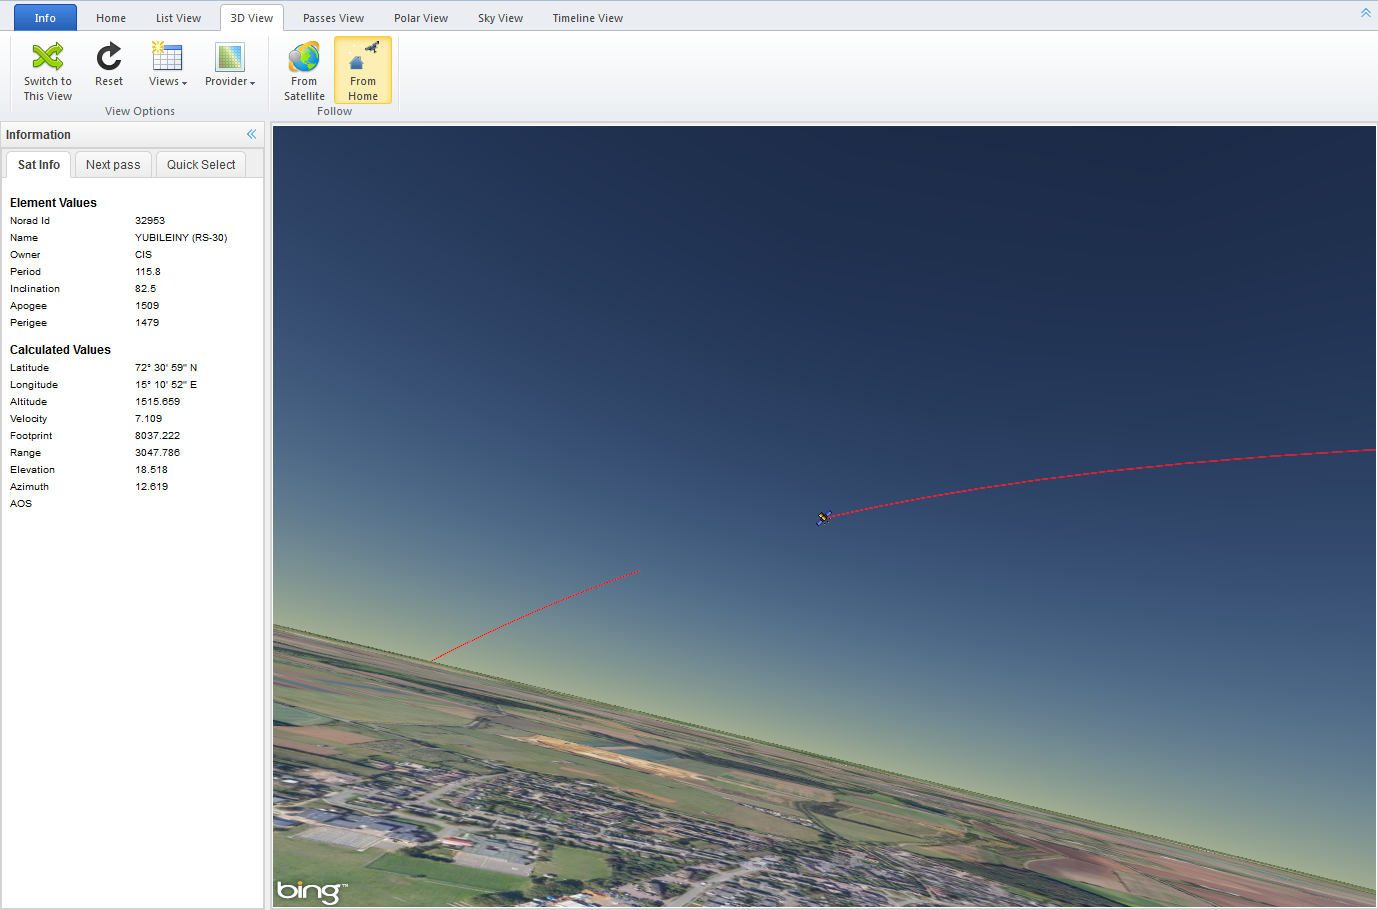 Info Home List View 3D View Passes View Polar View Sky View Timeline View
Switch to This View
Reset
Views
Provider
View Options
From Satellite
From Home
Follow
Information
Sat Info Next pass Quick Select
Element Values
Norad Id 32953
Name YUBILEINY (RS-30)
Owner CIS
Period 115.8
Inclination 82.5
Apogee 1509
Perigee 1479
Calculated Values
Latitude 72° 30' 59" N
Longitude 15° 10' 52" E
Altitude 1515.659
Velocity 7.109
Footprint 8037.222
Range 3047.786
Elevation 18.518
Azimuth 12.619
AOS
bing™